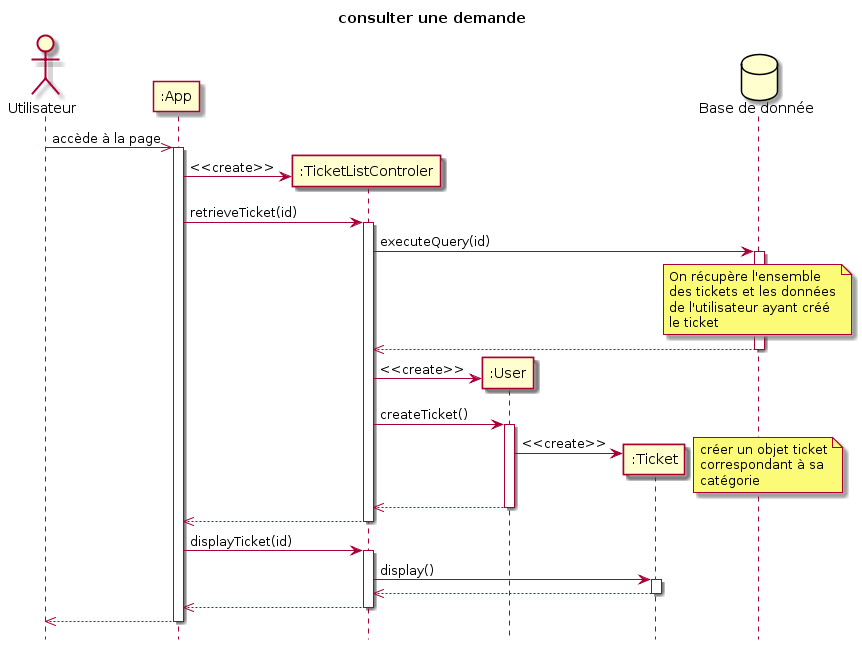 consulter une demande
Utilisateur
:App
Base de donnée
accède à la page
<<create>>
:TicketListControler
retrieveTicket(id)
executeQuery(id)
On récupère l'ensemble
des tickets et les données
de l'utilisateur ayant créé
le ticket
<<create>>
:User
createTicket()
<<create>>
:Ticket
créer un objet ticket
correspondant à sa
catégorie
displayTicket(id)
display()